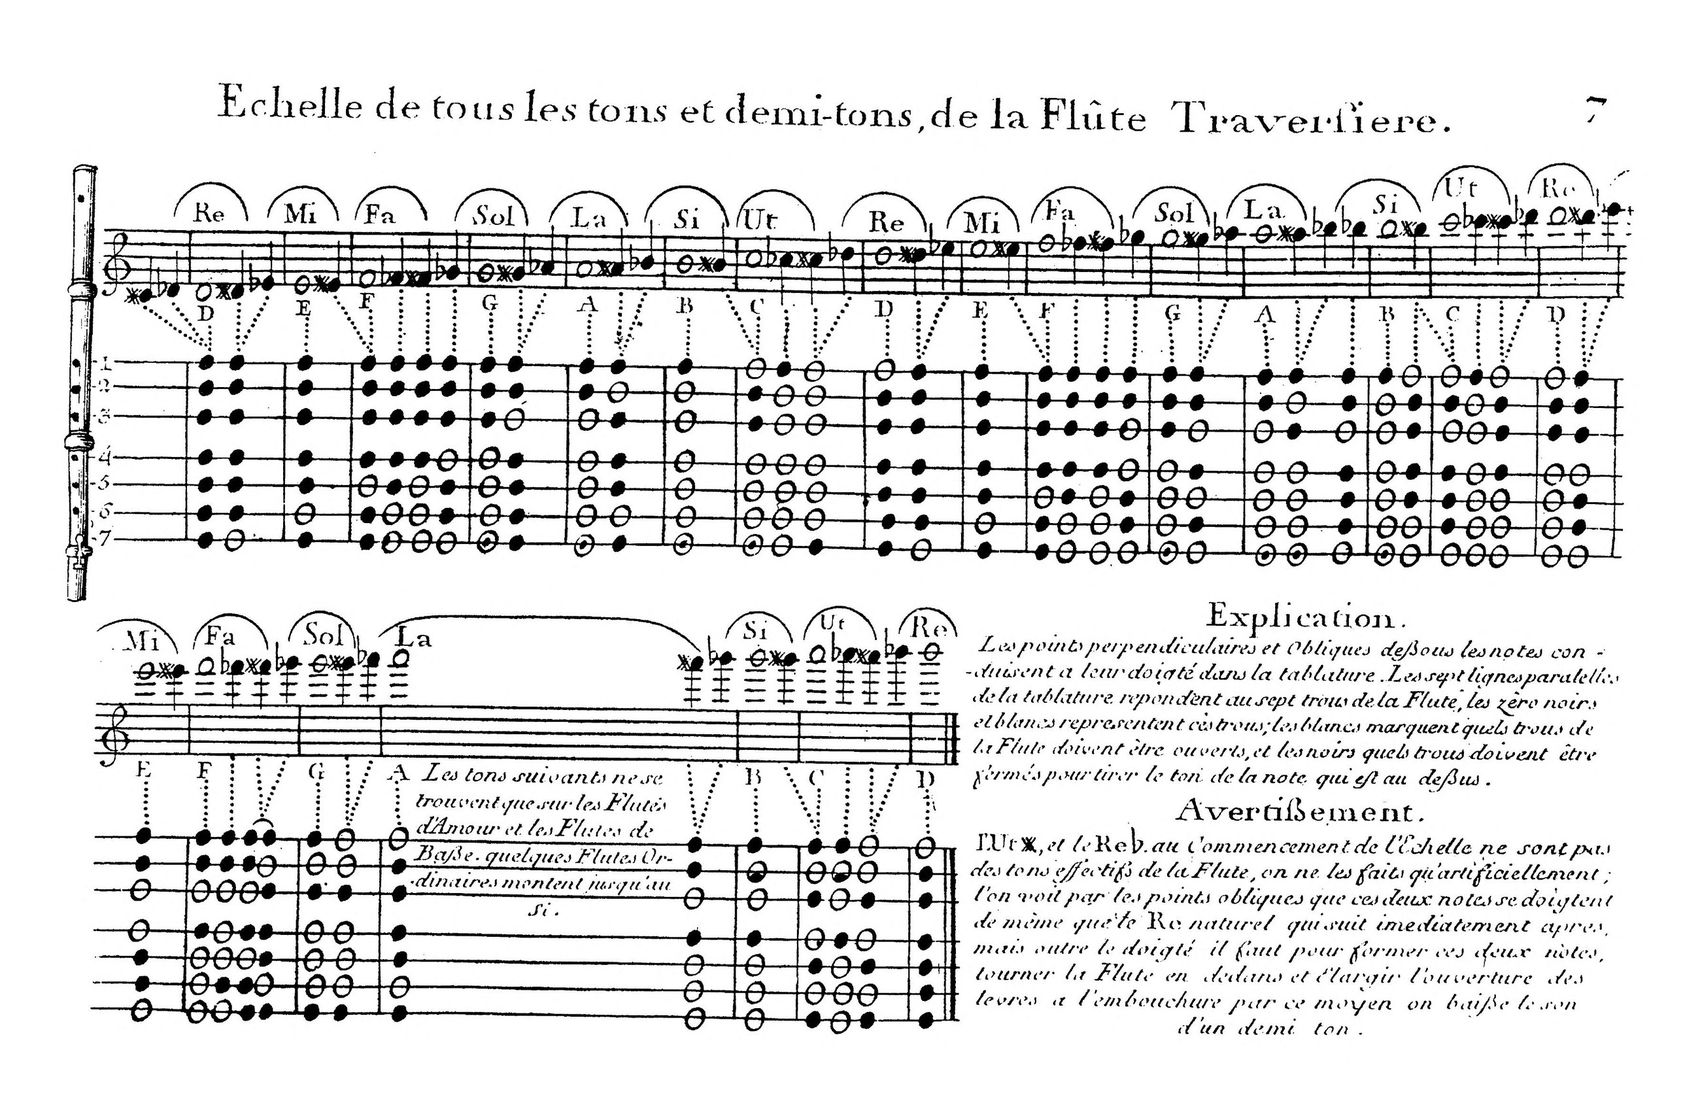 Echelle de tous les tons et demi-tons, de la Flûte Traversiere.
7
Re Mi Fa Sol La Si Ut Re Mi Fa Sol La Si Ut Re
D E F G A B C D E F G A B C D
1
2
3
4
5
6
7
Mi Fa Sol La Si Ut Re
E F G A B C D
Les tons suivants ne se
trouvent que sur les Flutes
d'Amour et les Flutes de
Baße. quelques Flutes Or-
dinaires montent jusqu'au
si.
Explication.
Les points perpendiculaires et Obliques deßous les notes con-
-duisent a leur doigté dans la tablature. Les sept lignes paralelles
de la tablature repondent au sept trous de la Flute, les zéro noirs
et blancs representent cès trous; les blancs marquent quels trous de
la Flute doivent être ouverts, et les noirs quels trous doivent être
fermés pour tirer le ton de la note qui est au deßus.
Avertißement.
L'Ut ⨳, et le Re b. au Commencement de l'Echelle ne sont pas
des tons effectifs de la Flute, on ne les faits qu'artificiellement;
l'on voit par les points obliques que ces deux notes se doigtent
de même que le Re naturel qui suit imediatement apres,
mais outre le doigté il faut pour former ces deux notes,
tourner la Flute en dedans et Elargir l'ouverture des
levres a l'embouchure par ce moyen on baiße le son
d'un demi ton.